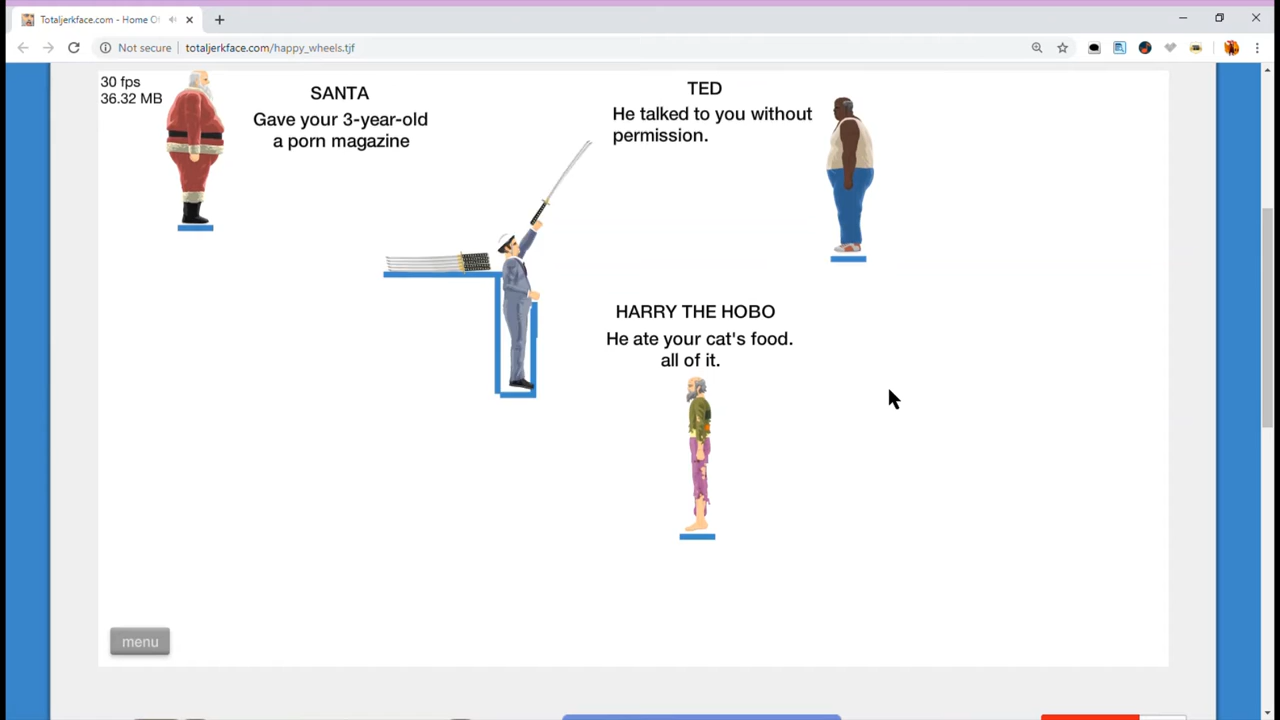 Totaljerkface.com - Home Of
Not secure | totaljerkface.com/happy_wheels.tjf
30 fps
36.32 MB
SANTA
Gave your 3-year-old
a porn magazine
TED
He talked to you without
permission.
HARRY THE HOBO
He ate your cat's food.
all of it.
menu